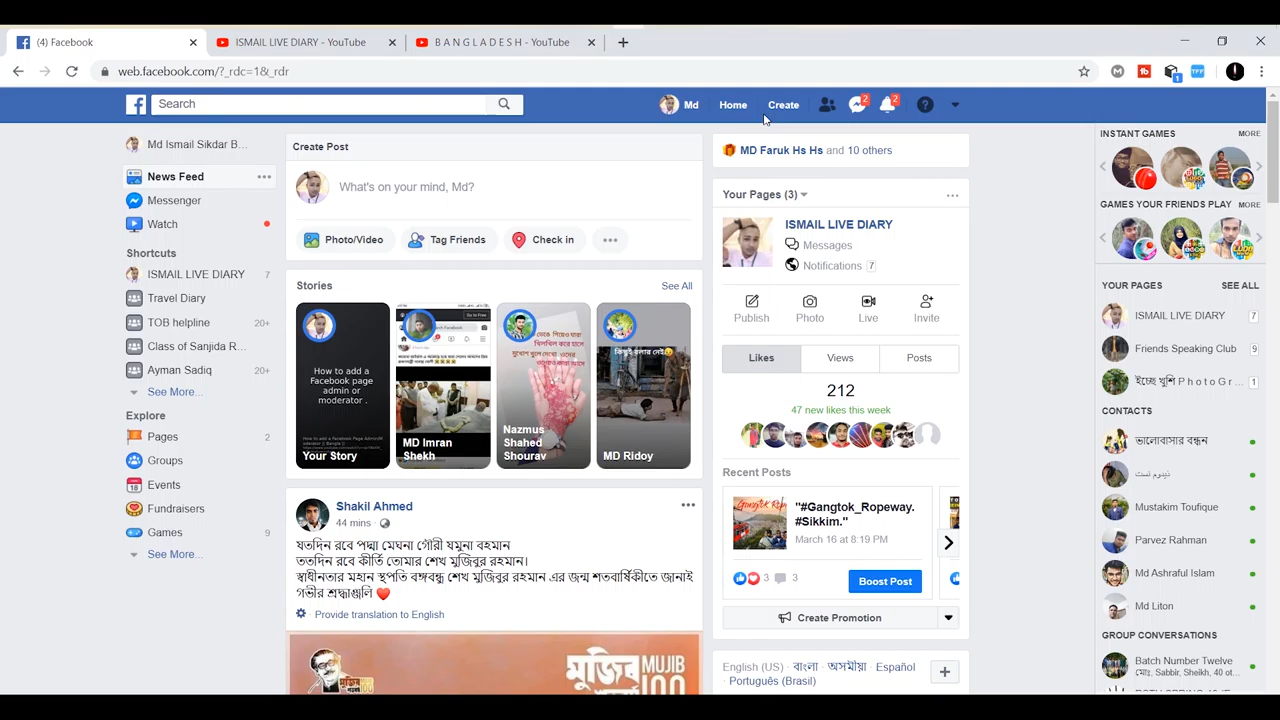 (4) Facebook
ISMAIL LIVE DIARY - YouTube
B A N G L A D E S H - YouTube
web.facebook.com/?_rdc=1&_rdr
Search
Md
Home
Create
2
2
Md Ismail Sikdar B...
News Feed
Messenger
Watch
Shortcuts
ISMAIL LIVE DIARY 7
Travel Diary
TOB helpline 20+
Class of Sanjida R...
Ayman Sadiq 20+
See More...
Explore
Pages 2
Groups
Events
Fundraisers
Games 9
See More...
Create Post
What's on your mind, Md?
Photo/Video
Tag Friends
Check in
Stories
See All
How to add a
Facebook page
admin or
moderator .
Your Story
MD Imran
Shekh
Nazmus
Shahed
Shourav
কিছুই বলার নেই
MD Ridoy
Shakil Ahmed
44 mins
যতদিন রবে পদ্মা মেঘনা গৌরী যমুনা বহমান
ততদিন রবে কীর্তি তোমার শেখ মুজিবুর রহমান।
স্বাধীনতার মহান স্থপতি বঙ্গবন্ধু শেখ মুজিবুর রহমান এর জন্ম শতবার্ষিকীতে জানাই
গভীর শ্রদ্ধাঞ্জলি
Provide translation to English
মুজিব MUJIB
100
MD Faruk Hs Hs and 10 others
Your Pages (3)
ISMAIL LIVE DIARY
Messages
Notifications 7
Publish
Photo
Live
Invite
Likes
Views
Posts
212
47 new likes this week
Recent Posts
"#Gangtok_Ropeway.
#Sikkim."
March 16 at 8:19 PM
3
3
Boost Post
Create Promotion
English (US) · বাংলা · অসমীয়া · Español
· Português (Brasil)
INSTANT GAMES
MORE
GAMES YOUR FRIENDS PLAY
MORE
YOUR PAGES
SEE ALL
ISMAIL LIVE DIARY 7
Friends Speaking Club 9
ইচ্ছে খুশি P h o t o G r ... 1
CONTACTS
ভালোবাসার বন্ধন
Mustakim Toufique
Parvez Rahman
Md Ashraful Islam
Md Liton
GROUP CONVERSATIONS
Batch Number Twelve
মোঃ, Sabbir, Sheikh, 40 ot...